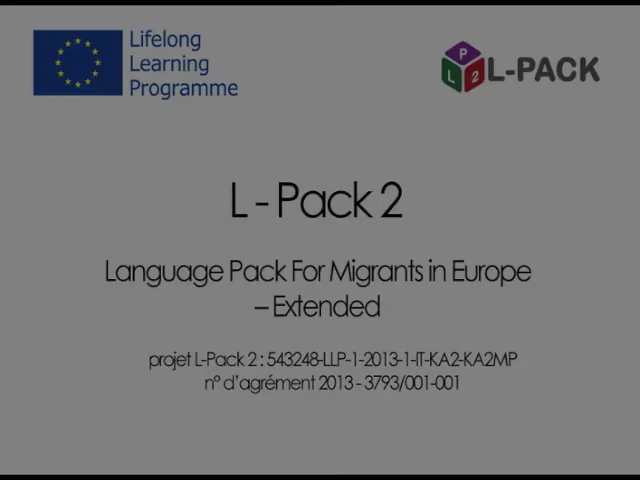 Lifelong
Learning
Programme
P
L 2
L-PACK
L - Pack 2
Language Pack For Migrants in Europe
– Extended
projet L-Pack 2 : 543248-LLP-1-2013-1-IT-KA2-KA2MP
n° d'agrément 2013 - 3793/001-001